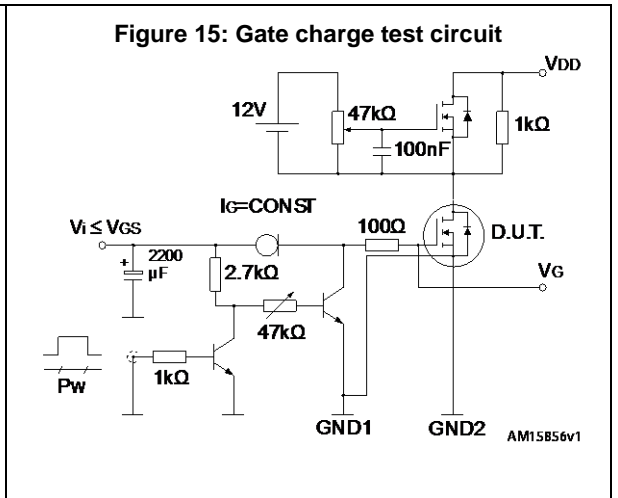 Figure 15: Gate charge test circuit
VDD
12V
47kΩ
1kΩ
100nF
IG=CONST
Vi ≤ VGS
100Ω
D.U.T.
2200
µF
+
2.7kΩ
VG
47kΩ
1kΩ
Pw
GND1
GND2
AM15856v1